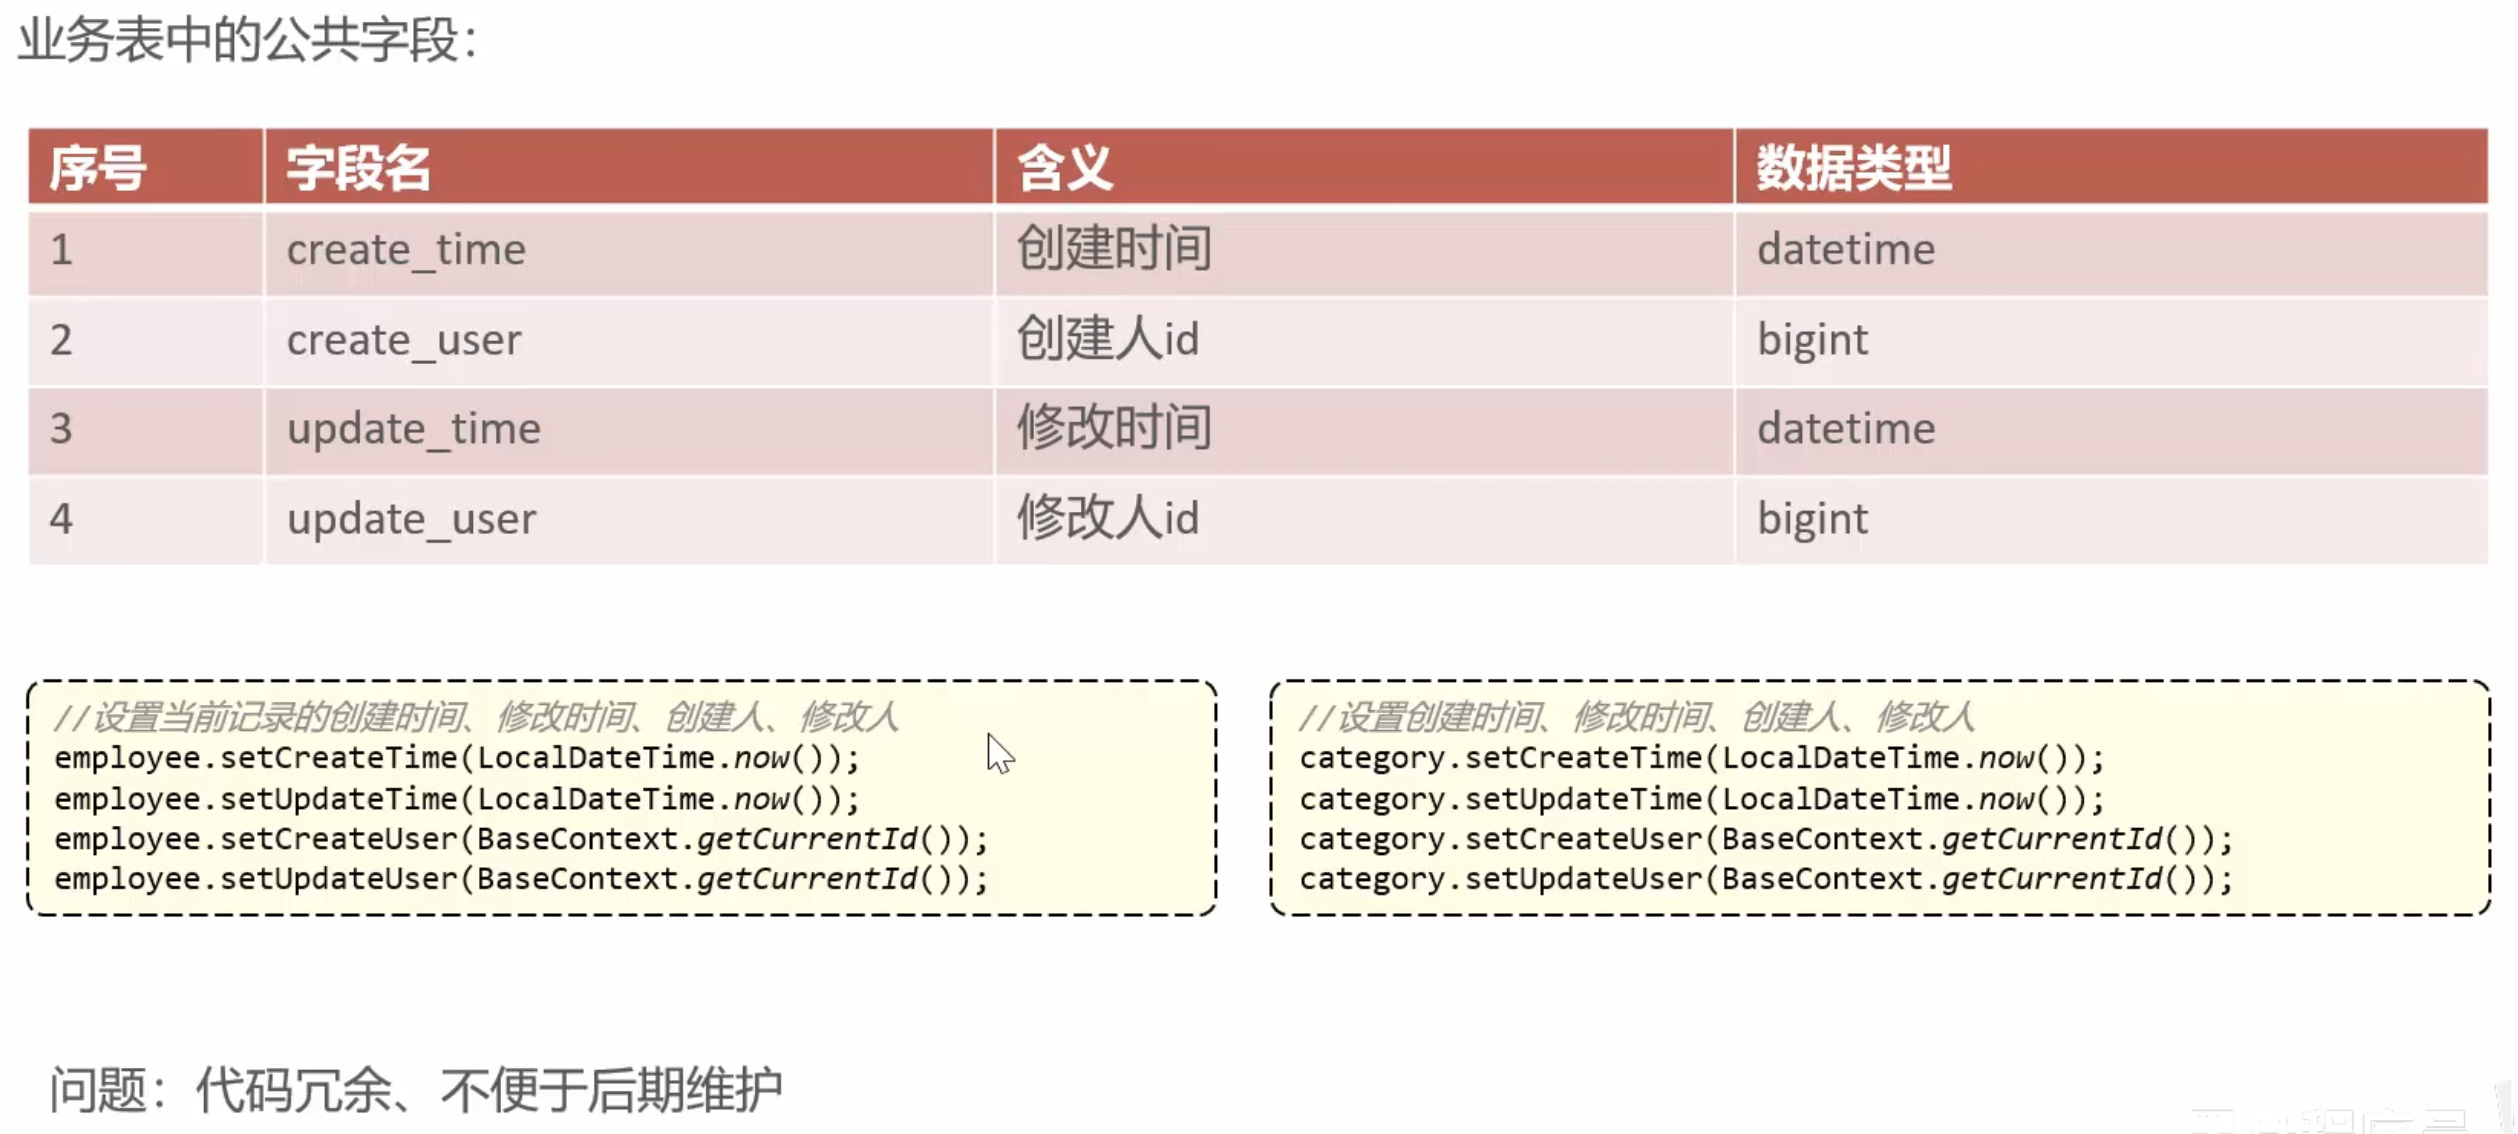 业务表中的公共字段：
序号 字段名 含义 数据类型
1 create_time 创建时间 datetime
2 create_user 创建人id bigint
3 update_time 修改时间 datetime
4 update_user 修改人id bigint
//设置当前记录的创建时间、修改时间、创建人、修改人
employee.setCreateTime(LocalDateTime.now());
employee.setUpdateTime(LocalDateTime.now());
employee.setCreateUser(BaseContext.getCurrentId());
employee.setUpdateUser(BaseContext.getCurrentId());
//设置创建时间、修改时间、创建人、修改人
category.setCreateTime(LocalDateTime.now());
category.setUpdateTime(LocalDateTime.now());
category.setCreateUser(BaseContext.getCurrentId());
category.setUpdateUser(BaseContext.getCurrentId());
问题：代码冗余、不便于后期维护